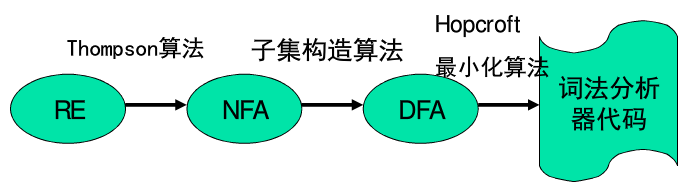 Hopcroft
Thompson算法
子集构造算法
最小化算法
RE
NFA
DFA
词法分析
器代码